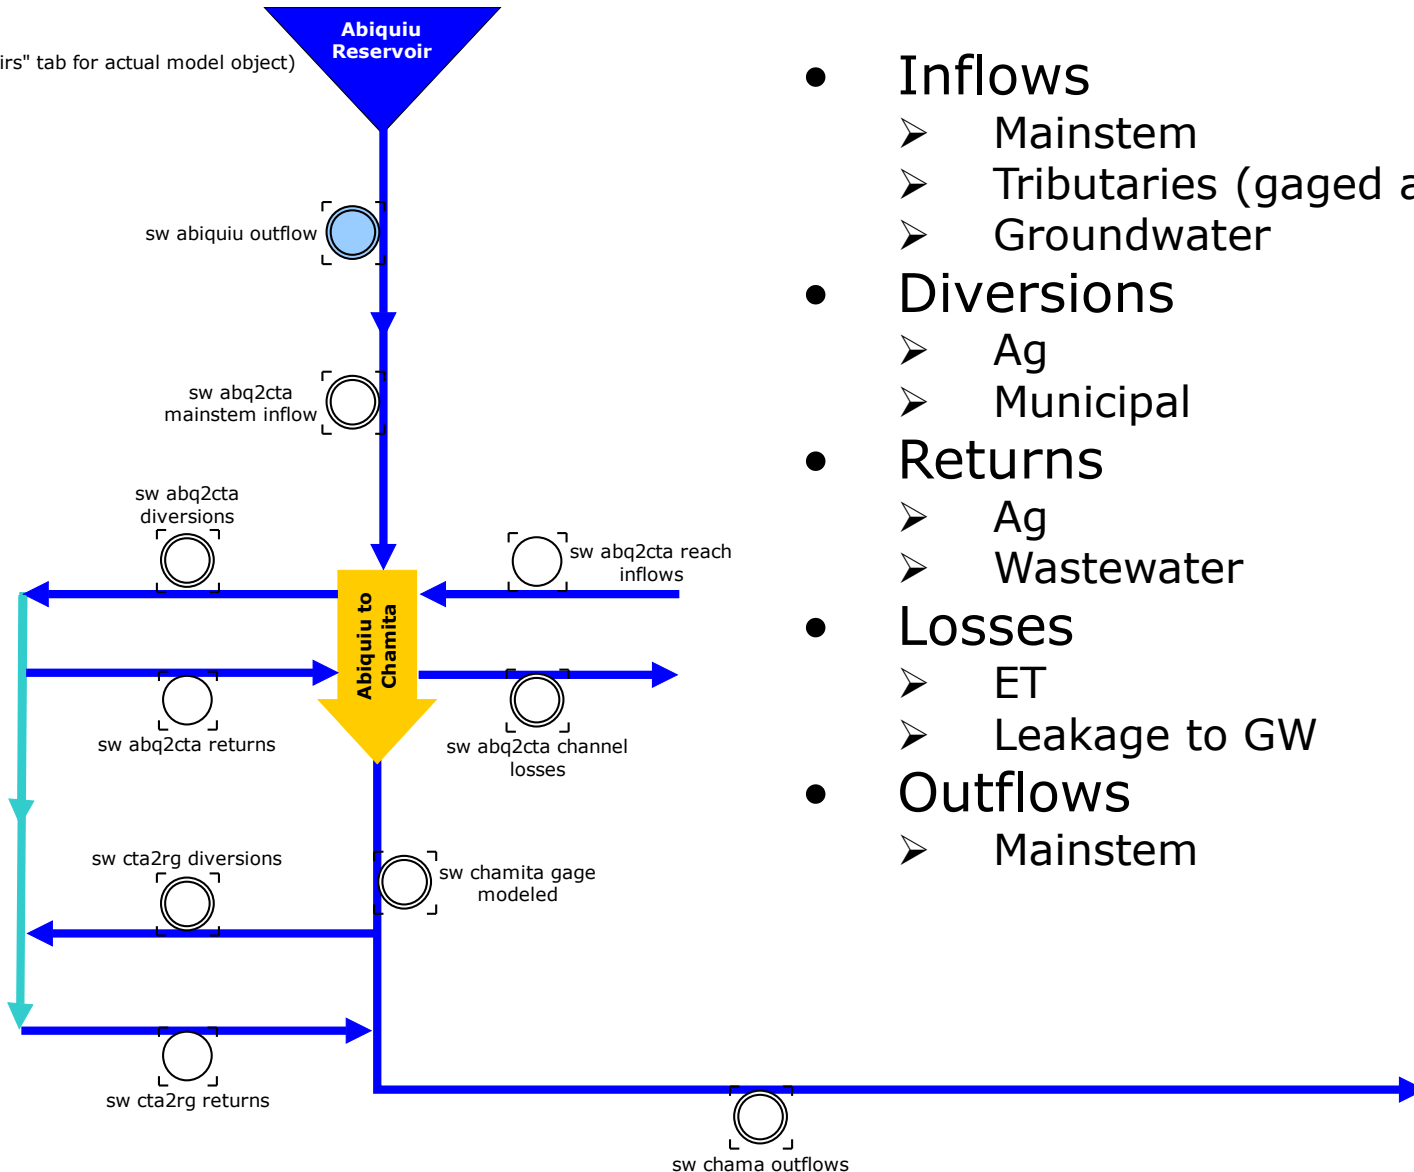 Abiquiu
Reservoir
irs" tab for actual model object)
sw abiquiu outflow
sw abq2cta
mainstem inflow
sw abq2cta
diversions
sw abq2cta reach
inflows
Abiquiu to
Chamita
sw abq2cta returns
sw abq2cta channel
losses
sw cta2rg diversions
sw chamita gage
modeled
sw cta2rg returns
sw chama outflows
• Inflows
➢ Mainstem
➢ Tributaries (gaged a
➢ Groundwater
• Diversions
➢ Ag
➢ Municipal
• Returns
➢ Ag
➢ Wastewater
• Losses
➢ ET
➢ Leakage to GW
• Outflows
➢ Mainstem